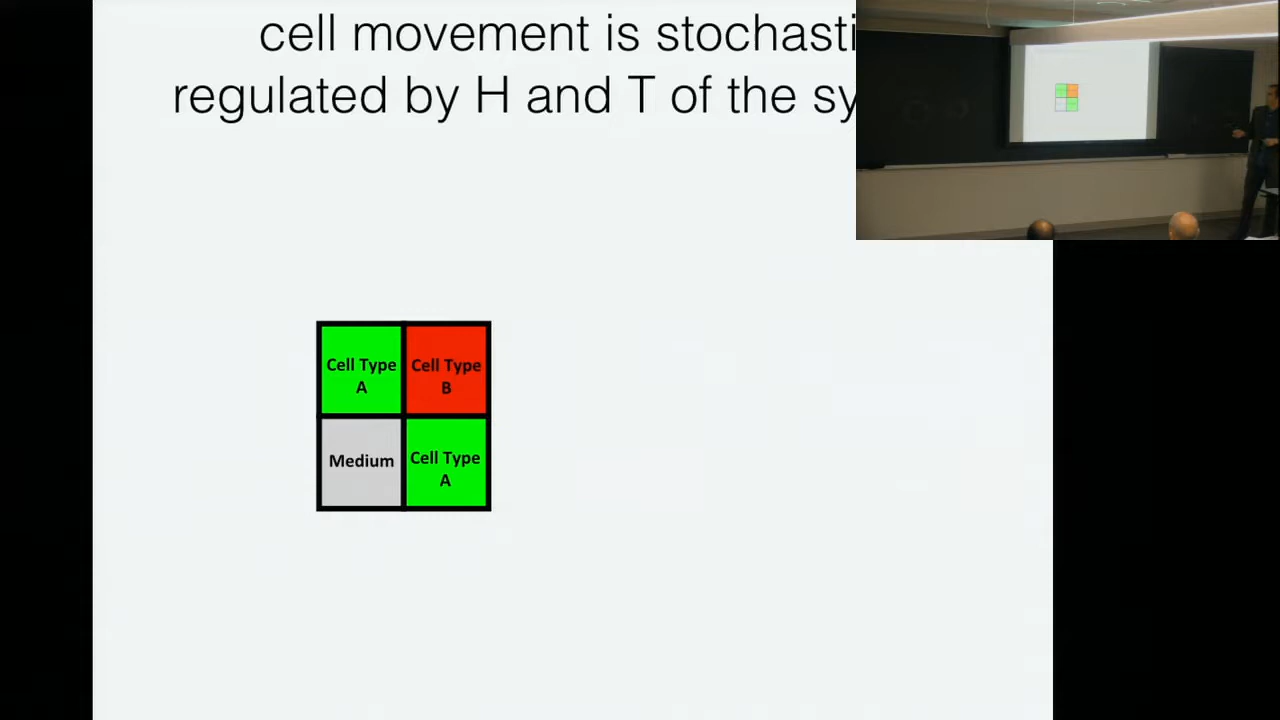 cell movement is stochasti
regulated by H and T of the sy
Cell Type
A
Cell Type
B
Medium
Cell Type
A